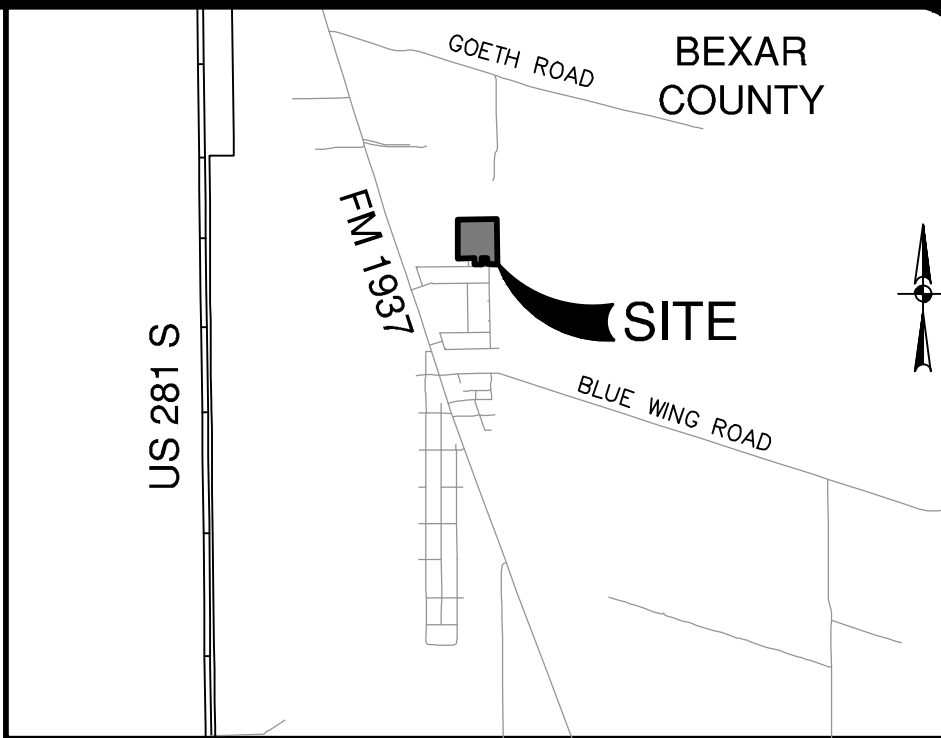 GOETH ROAD
BEXAR
COUNTY
FM 1937
SITE
US 281 S
BLUE WING ROAD